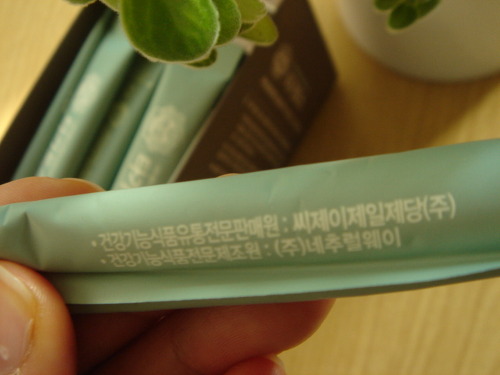 • 건강기능식품유통전문판매원 : 씨제이제일제당(주)
• 건강기능식품전문제조원 : (주)네추럴웨이